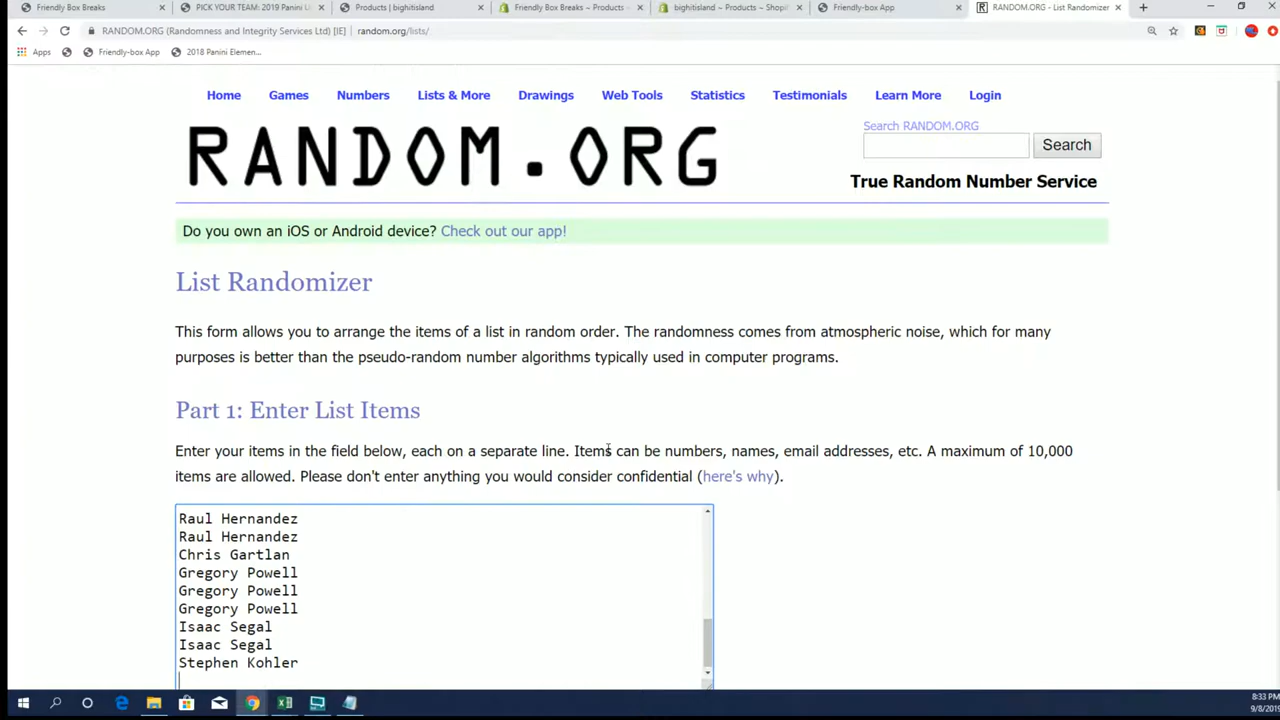 Friendly Box Breaks
PICK YOUR TEAM: 2019 Panini U
Products | bighitisland
Friendly Box Breaks ~ Products ~
bighitisland ~ Products ~ Shopif
Friendly-box App
RANDOM.ORG - List Randomizer
RANDOM.ORG (Randomness and Integrity Services Ltd) [IE] | random.org/lists/
Apps
Friendly-box App
2018 Panini Elemen...
Home
Games
Numbers
Lists & More
Drawings
Web Tools
Statistics
Testimonials
Learn More
Login
RANDOM.ORG
Search RANDOM.ORG
Search
True Random Number Service
Do you own an iOS or Android device? Check out our app!
List Randomizer
This form allows you to arrange the items of a list in random order. The randomness comes from atmospheric noise, which for many
purposes is better than the pseudo-random number algorithms typically used in computer programs.
Part 1: Enter List Items
Enter your items in the field below, each on a separate line. Items can be numbers, names, email addresses, etc. A maximum of 10,000
items are allowed. Please don't enter anything you would consider confidential (here's why).
Raul Hernandez
Raul Hernandez
Chris Gartlan
Gregory Powell
Gregory Powell
Gregory Powell
Isaac Segal
Isaac Segal
Stephen Kohler
8:33 PM